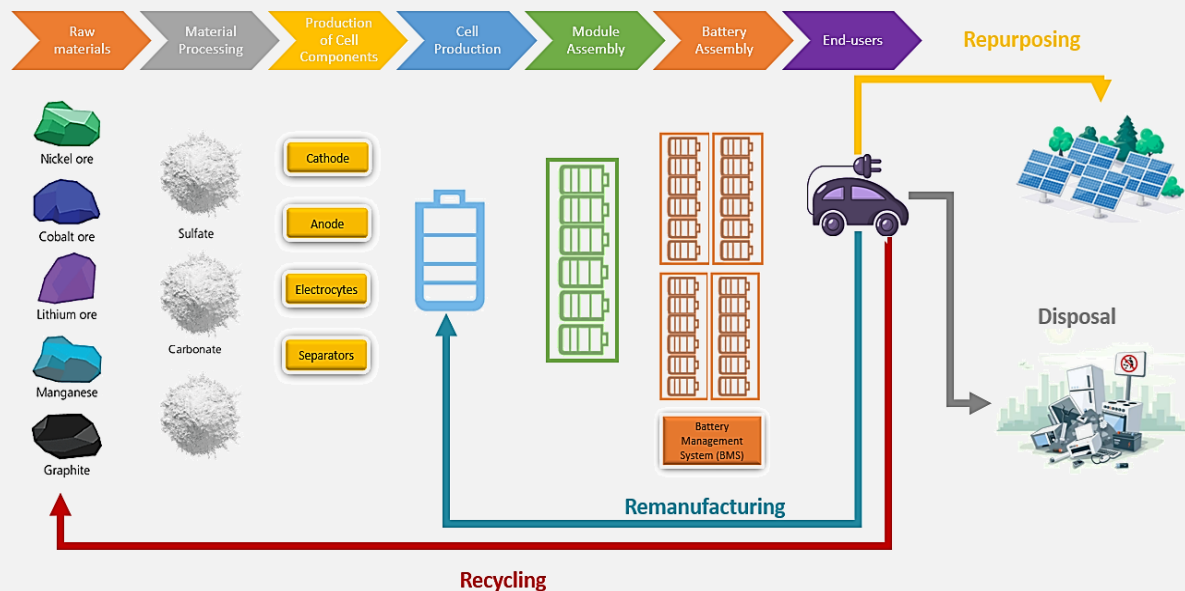 Raw
materials
Material
Processing
Production
of Cell
Components
Cell
Production
Module
Assembly
Battery
Assembly
End-users
Repurposing
Nickel ore
Cobalt ore
Lithium ore
Manganese
Graphite
Sulfate
Carbonate
Cathode
Anode
Electrocytes
Separators
Battery
Management
System (BMS)
Disposal
Remanufacturing
Recycling